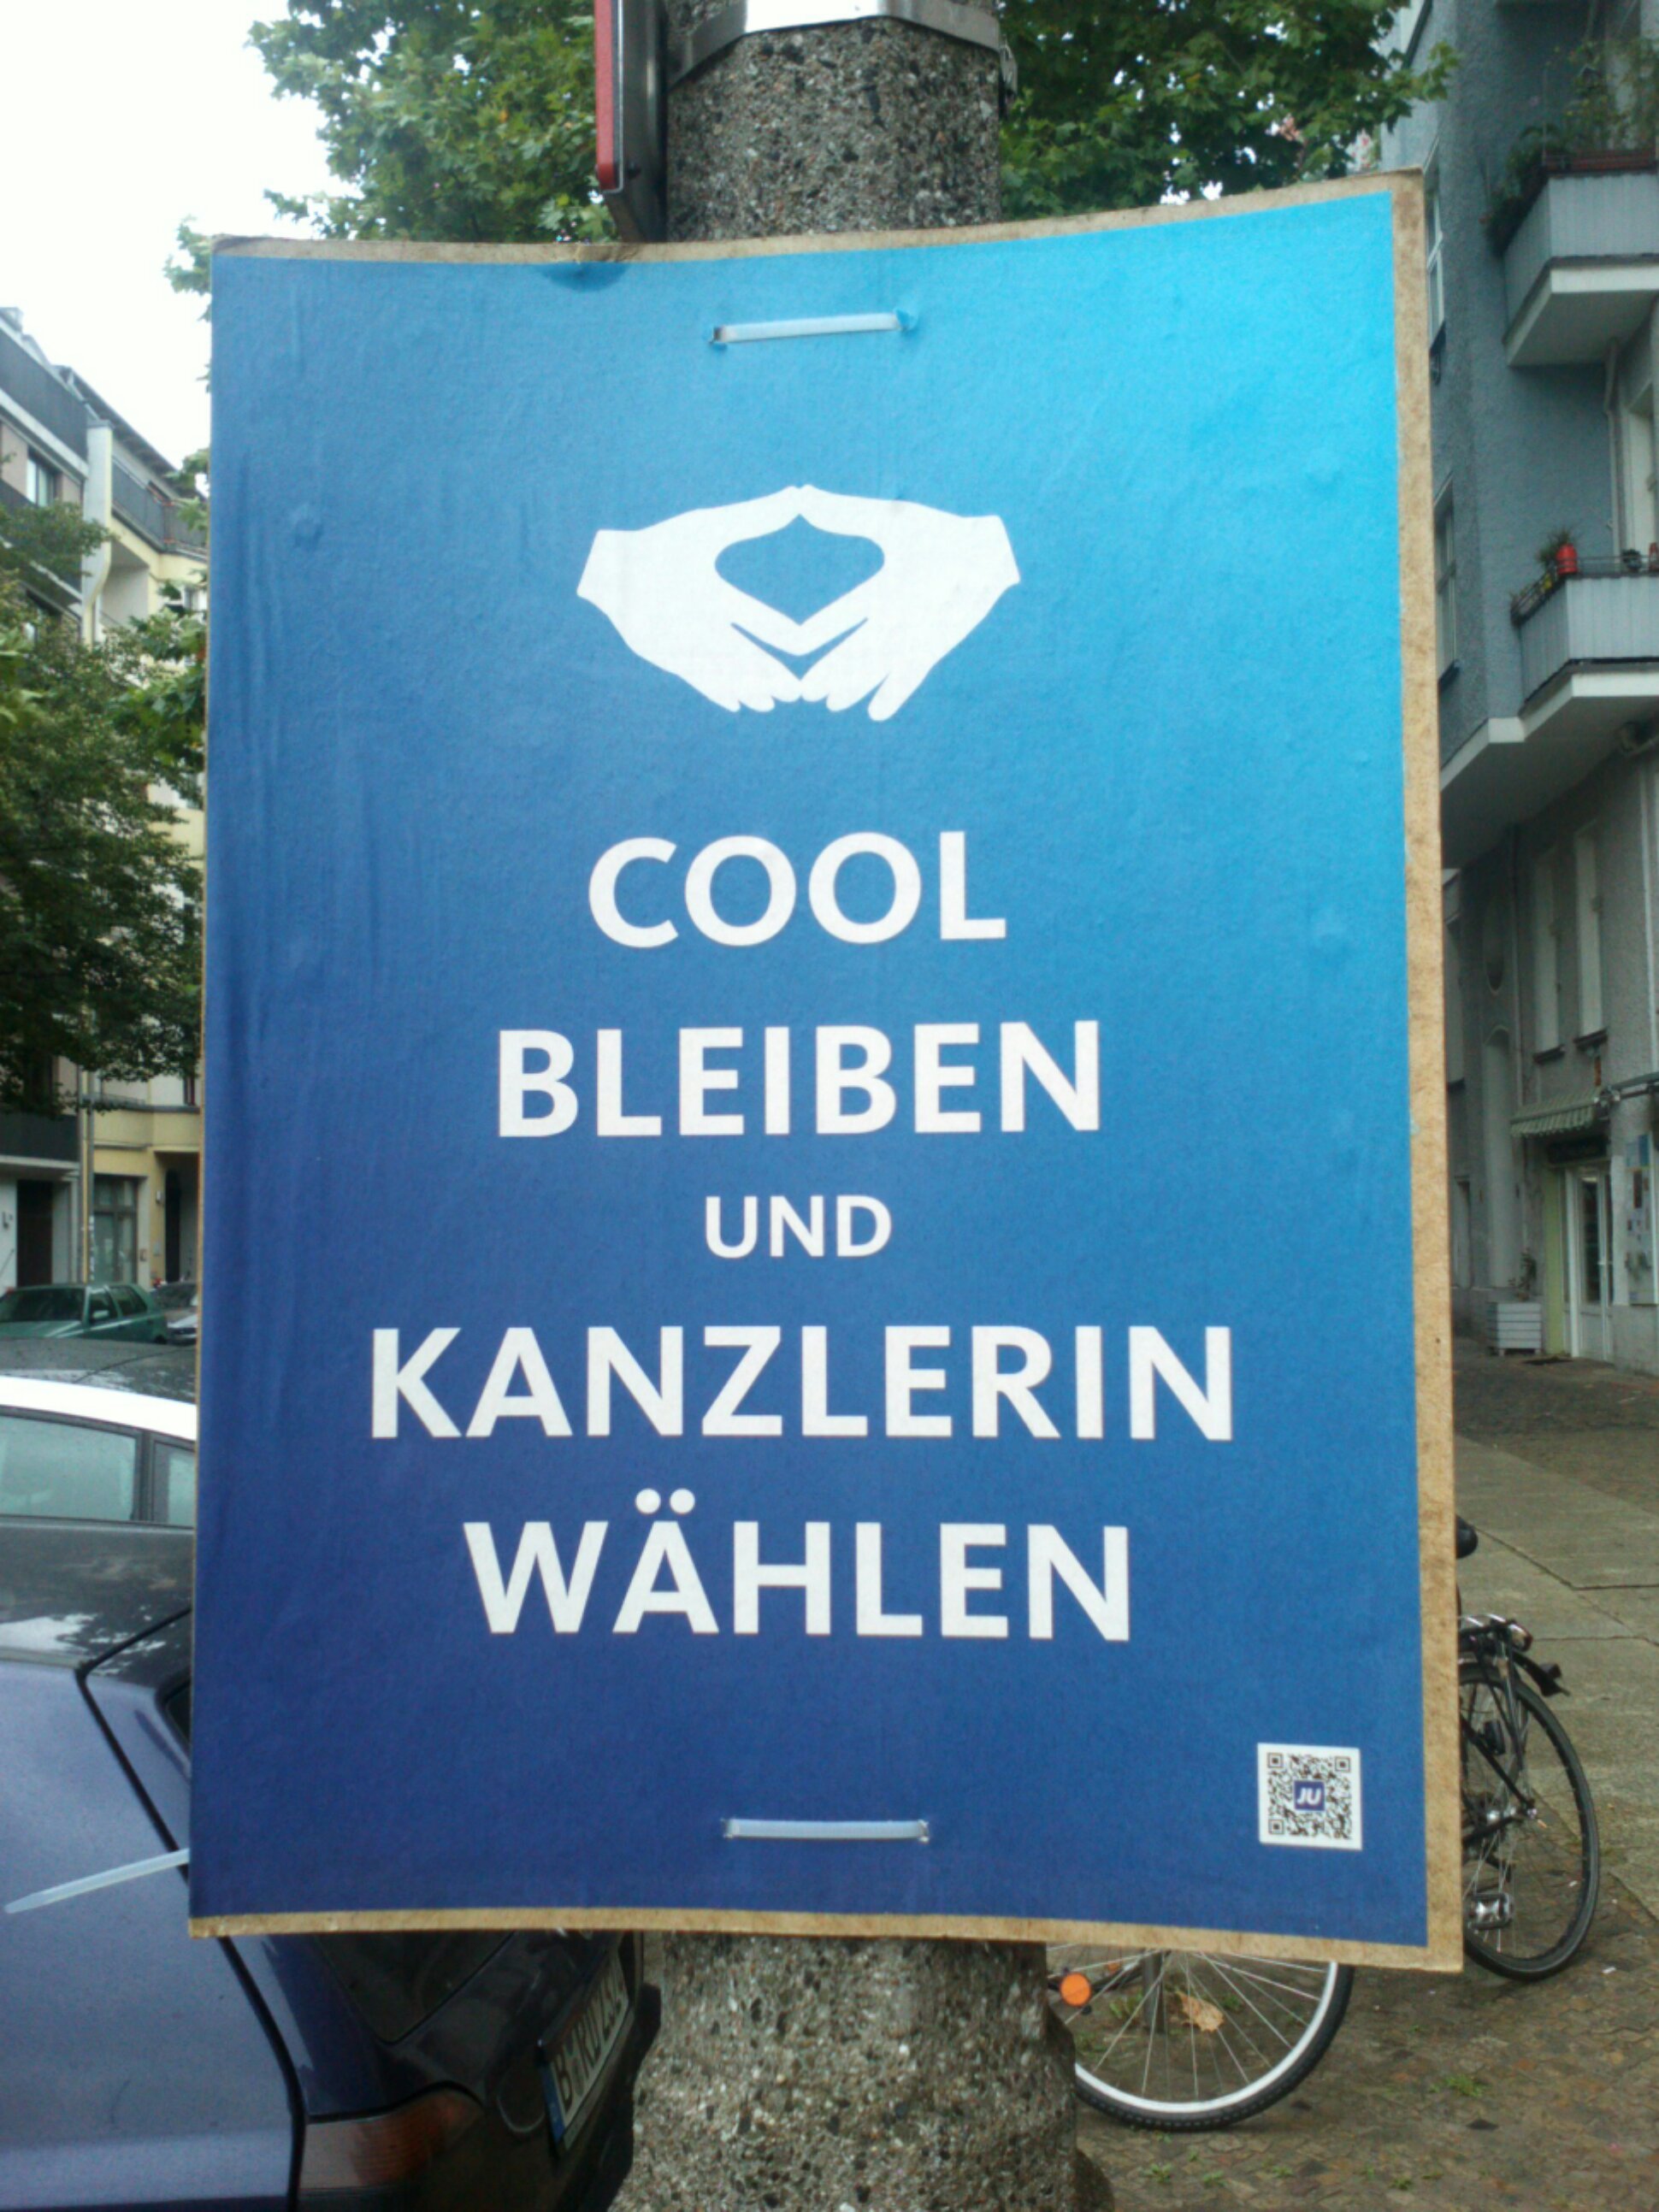 COOL
BLEIBEN
UND
KANZLERIN
WÄHLEN
JU